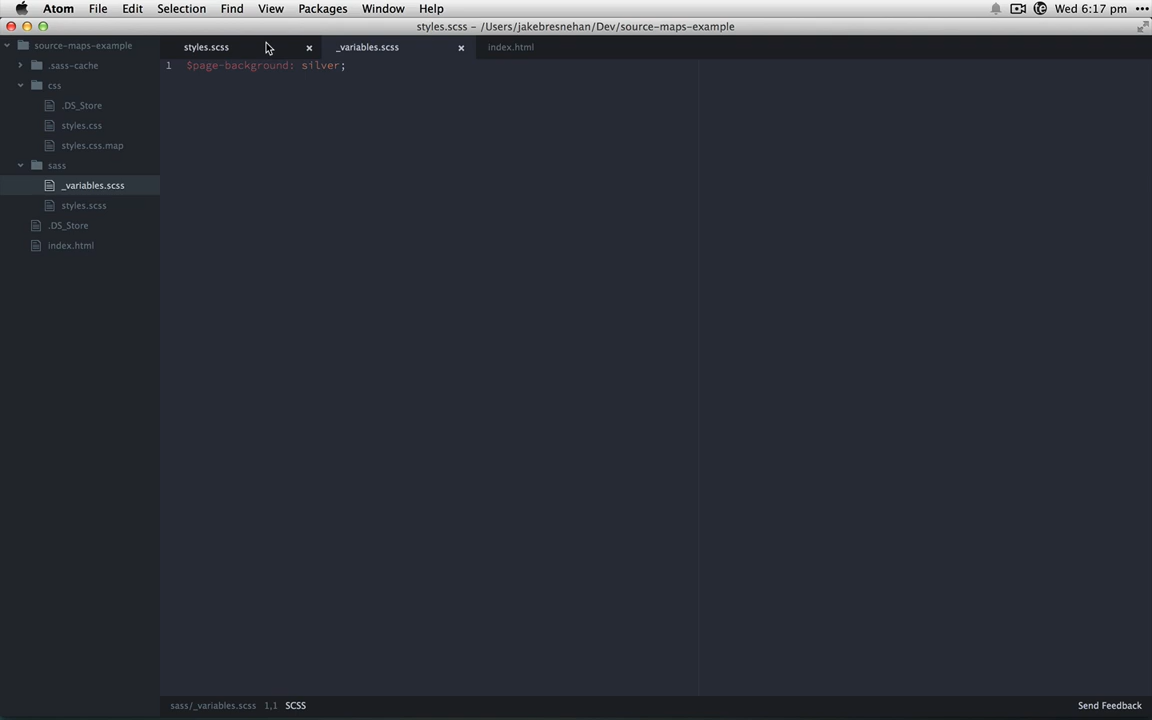 Atom File Edit Selection Find View Packages Window Help Wed 6:17 pm
styles.scss – /Users/jakebresnehan/Dev/source-maps-example
source-maps-example
.sass-cache
css
.DS_Store
styles.css
styles.css.map
sass
_variables.scss
styles.scss
.DS_Store
index.html
styles.scss _variables.scss index.html
1 $page-background: silver;
sass/_variables.scss 1,1 SCSS Send Feedback